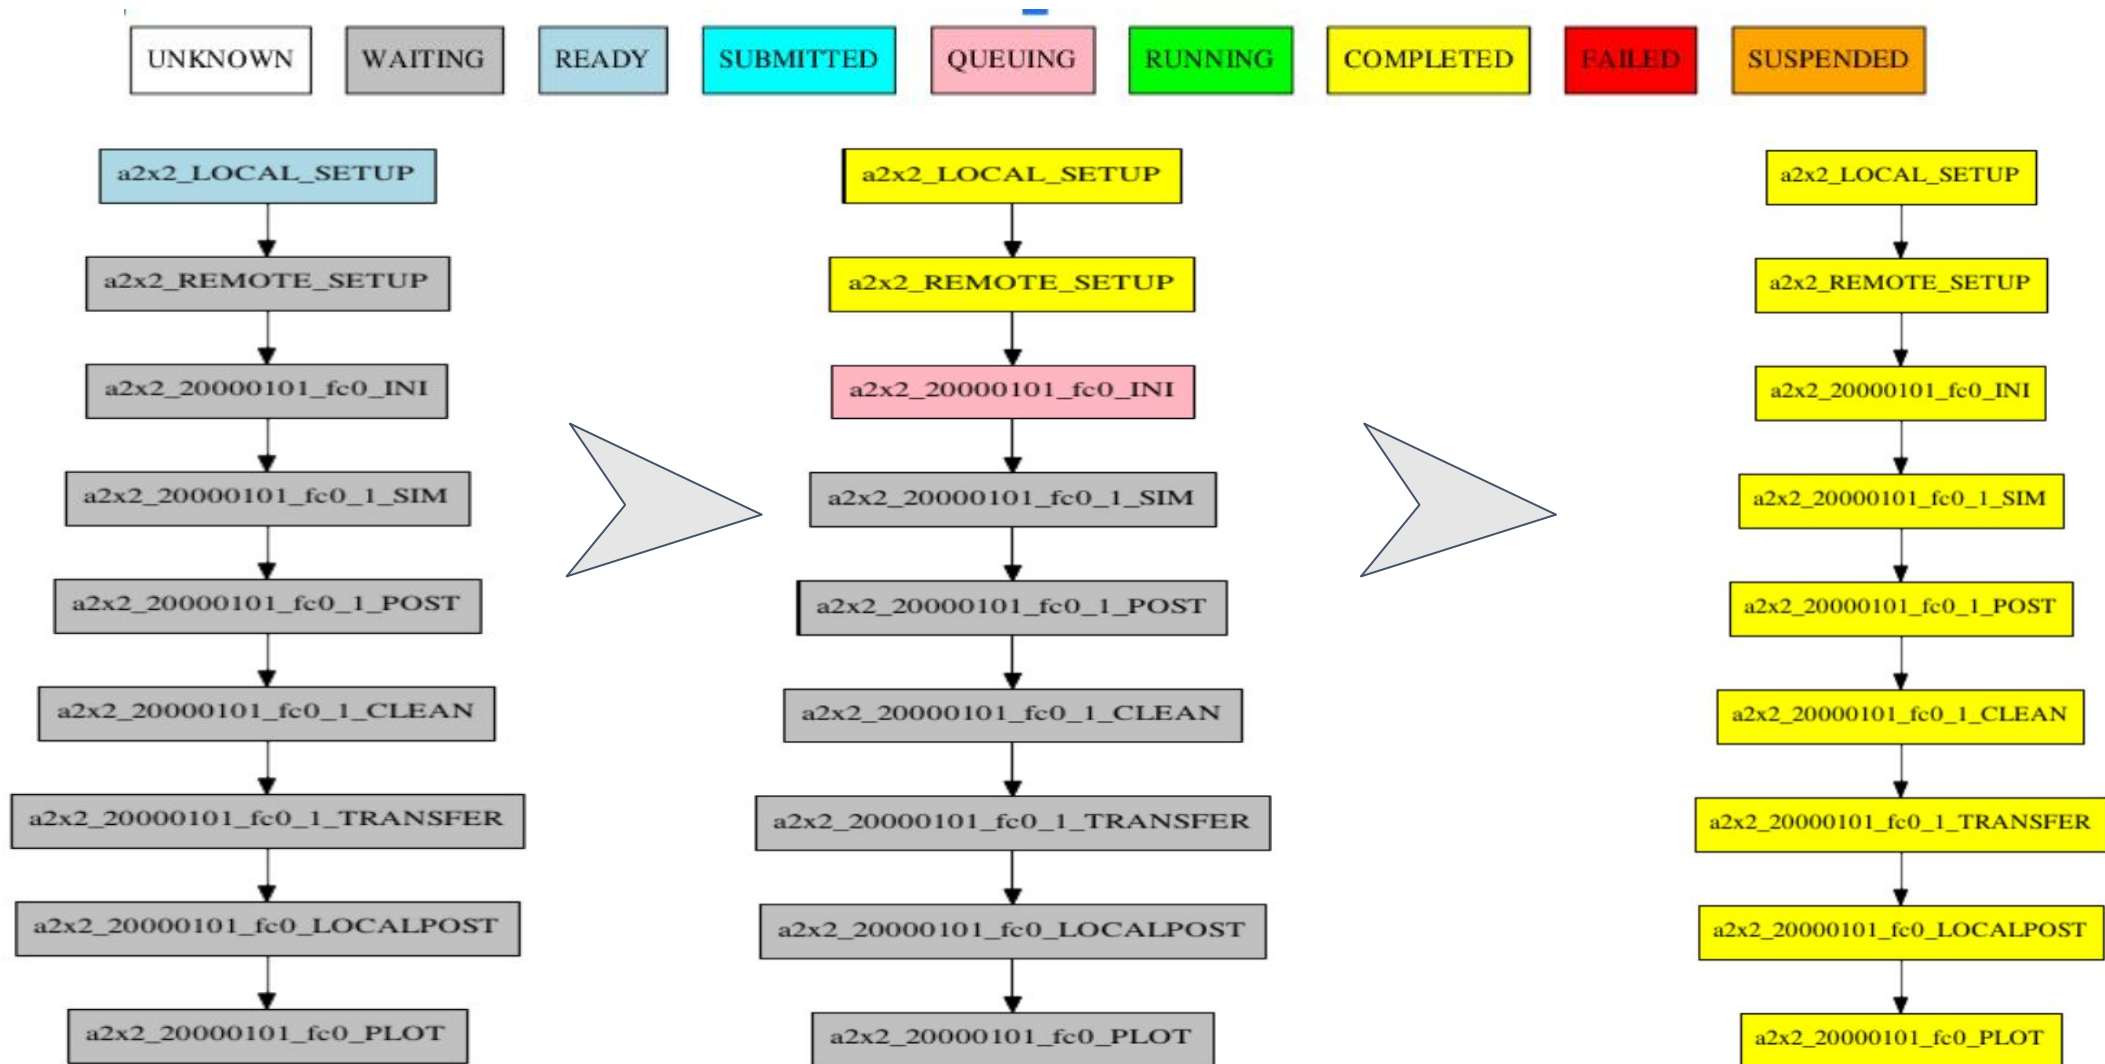 UNKNOWN
WAITING
READY
SUBMITTED
QUEUING
RUNNING
COMPLETED
FAILED
SUSPENDED
a2x2_LOCAL_SETUP
a2x2_REMOTE_SETUP
a2x2_20000101_fc0_INI
a2x2_20000101_fc0_1_SIM
a2x2_20000101_fc0_1_POST
a2x2_20000101_fc0_1_CLEAN
a2x2_20000101_fc0_1_TRANSFER
a2x2_20000101_fc0_LOCALPOST
a2x2_20000101_fc0_PLOT
a2x2_LOCAL_SETUP
a2x2_REMOTE_SETUP
a2x2_20000101_fc0_INI
a2x2_20000101_fc0_1_SIM
a2x2_20000101_fc0_1_POST
a2x2_20000101_fc0_1_CLEAN
a2x2_20000101_fc0_1_TRANSFER
a2x2_20000101_fc0_LOCALPOST
a2x2_20000101_fc0_PLOT
a2x2_LOCAL_SETUP
a2x2_REMOTE_SETUP
a2x2_20000101_fc0_INI
a2x2_20000101_fc0_1_SIM
a2x2_20000101_fc0_1_POST
a2x2_20000101_fc0_1_CLEAN
a2x2_20000101_fc0_1_TRANSFER
a2x2_20000101_fc0_LOCALPOST
a2x2_20000101_fc0_PLOT